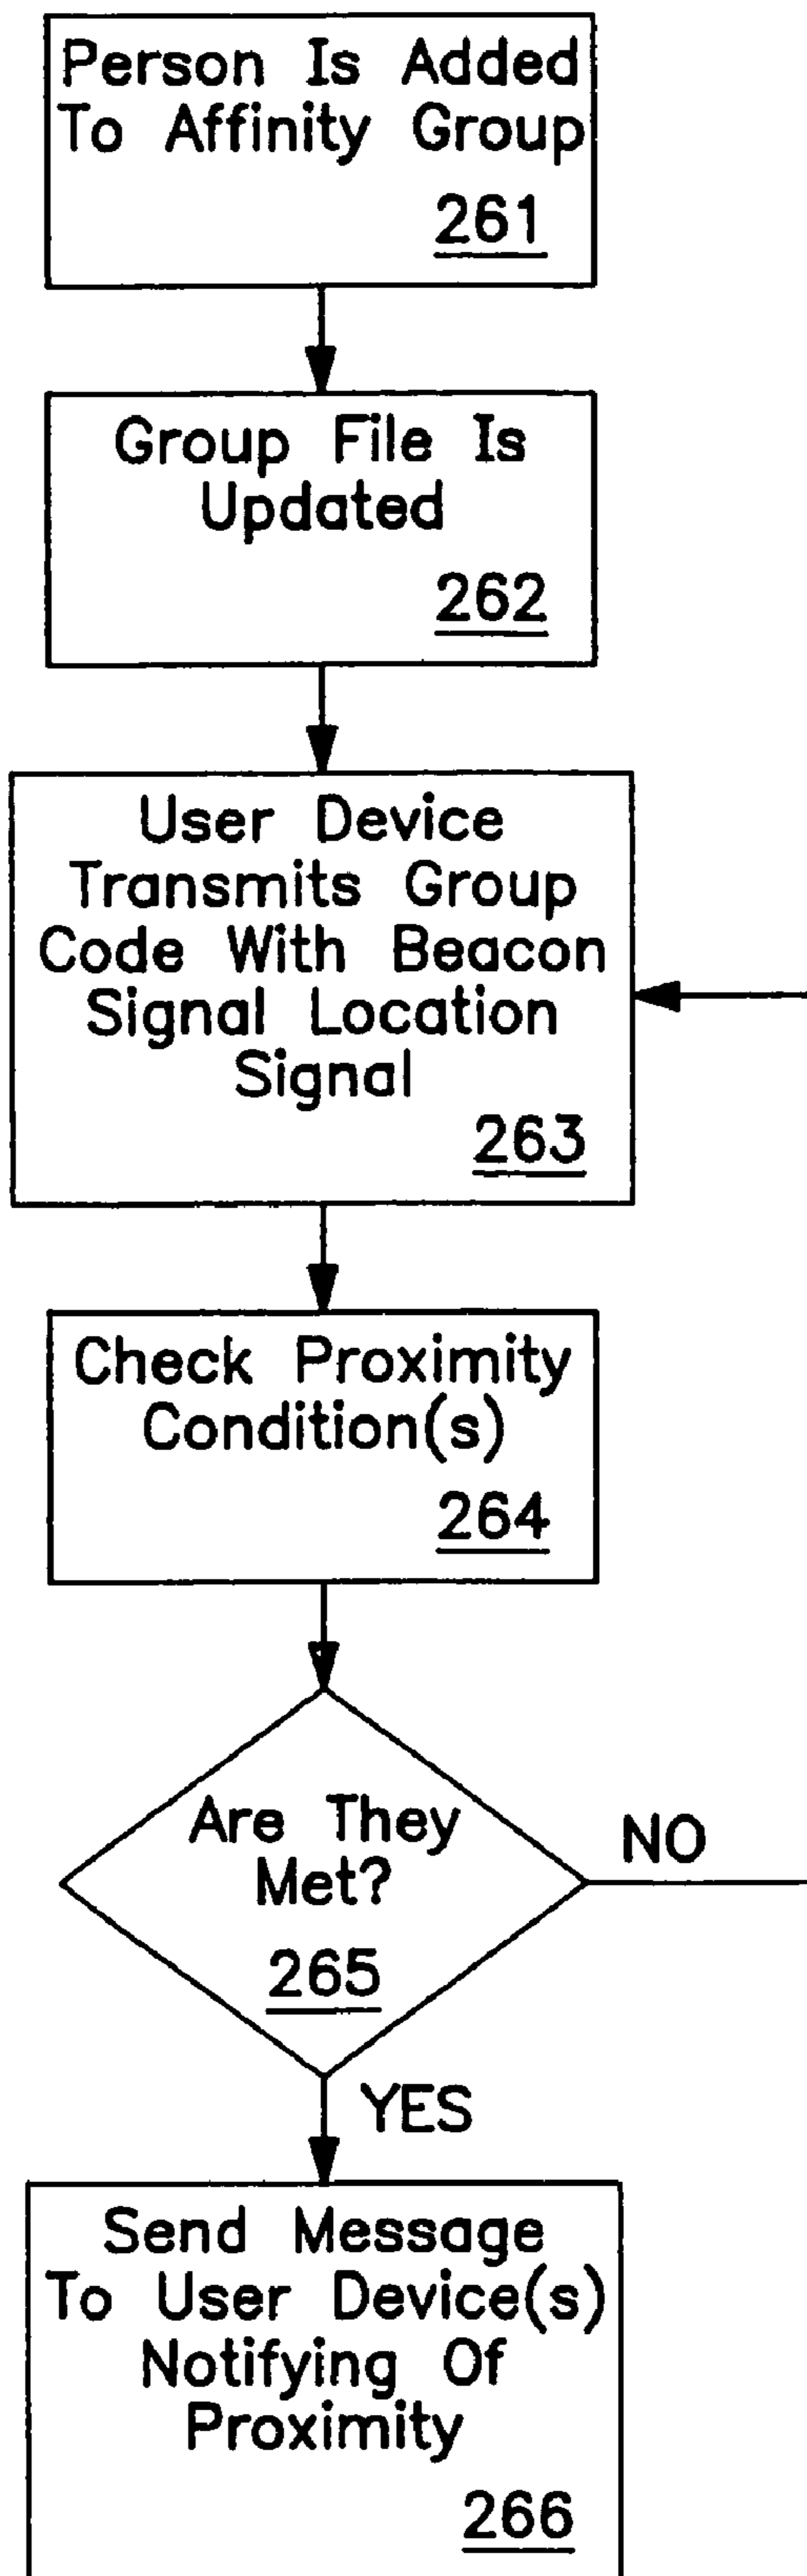 Person Is Added
To Affinity Group
261
Group File Is
Updated
262
User Device
Transmits Group
Code With Beacon
Signal Location
Signal
263
Check Proximity
Condition(s)
264
Are They
Met?
265
NO
YES
Send Message
To User Device(s)
Notifying Of
Proximity
266